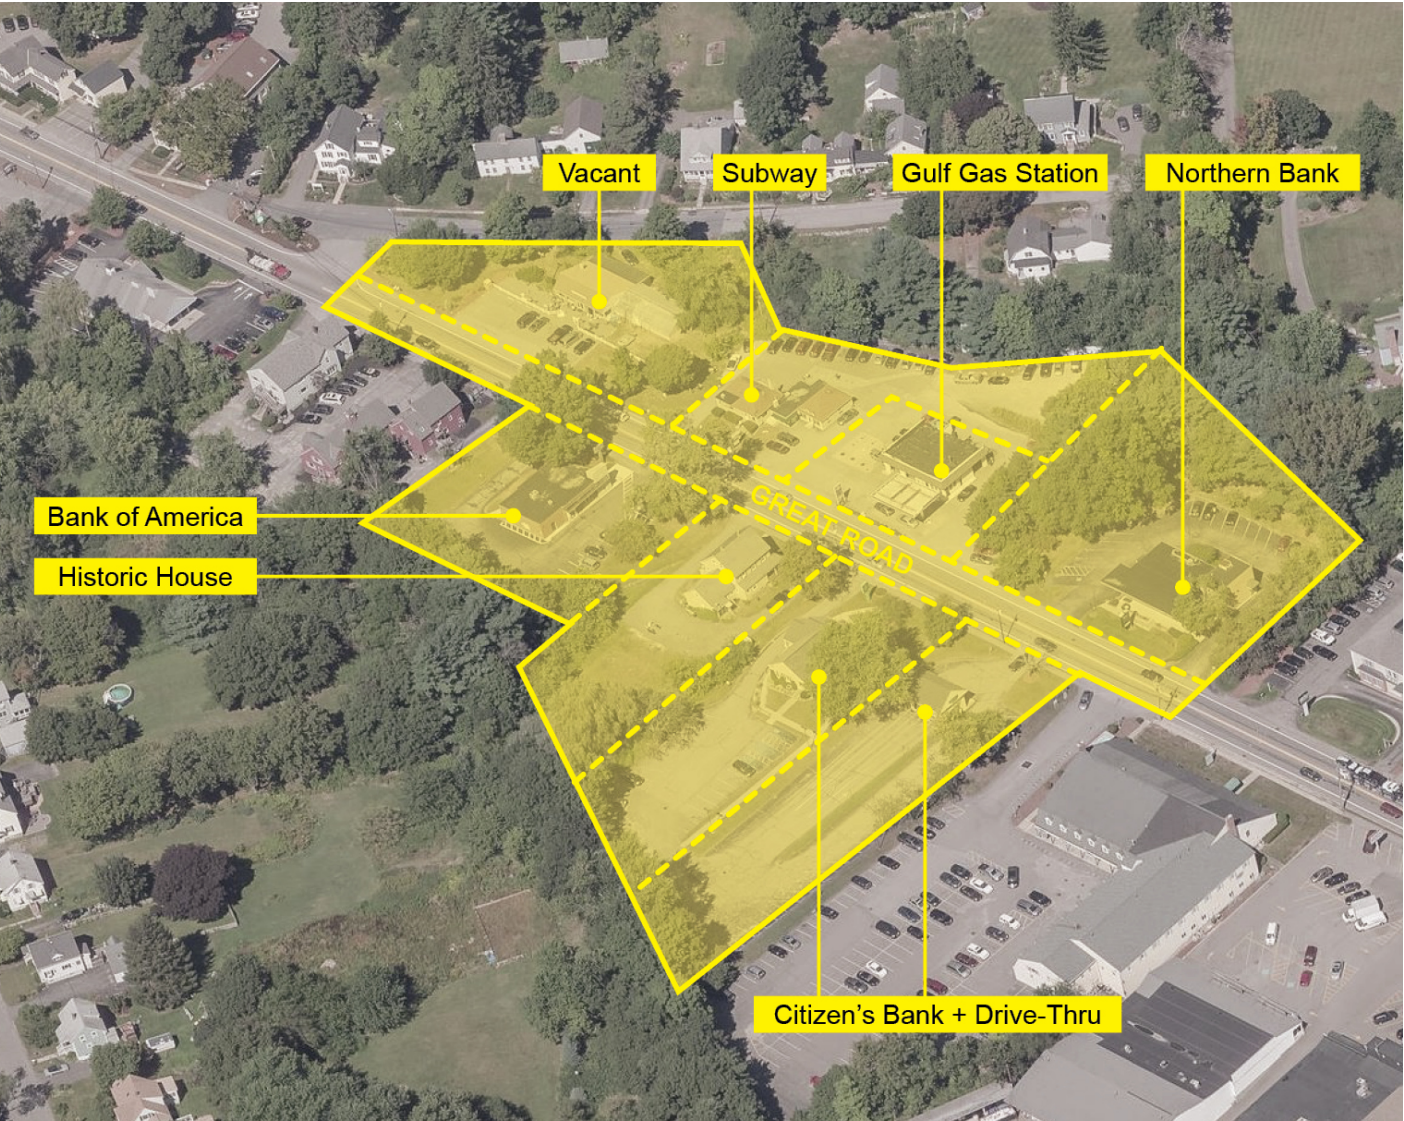 Vacant
Subway
Gulf Gas Station
Northern Bank
GREAT ROAD
Bank of America
Historic House
Citizen’s Bank + Drive-Thru